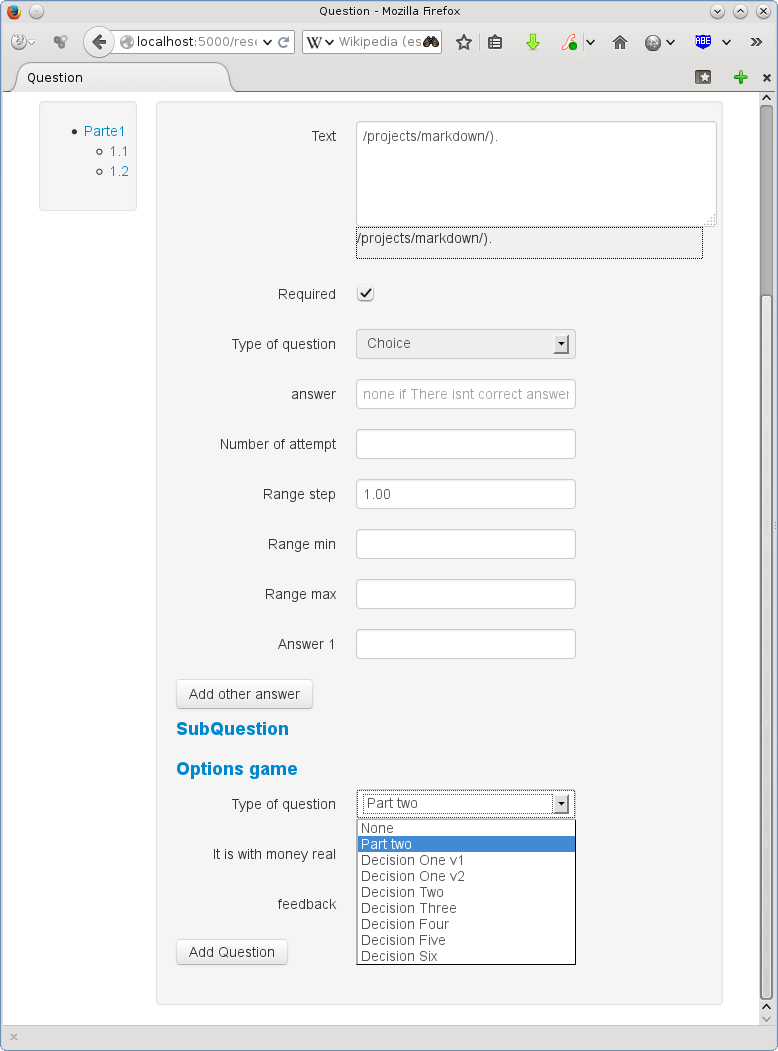 Question - Mozilla Firefox
localhost:5000/rese
W Wikipedia (es
ABE
Question
Parte1
1.1
1.2
Text
/projects/markdown/).
/projects/markdown/).
Required
Type of question
Choice
answer
none if There isnt correct answer
Number of attempt
Range step
1.00
Range min
Range max
Answer 1
Add other answer
SubQuestion
Options game
Type of question
Part two
None
Part two
Decision One v1
It is with money real
Decision One v2
Decision Two
feedback
Decision Three
Decision Four
Decision Five
Add Question
Decision Six